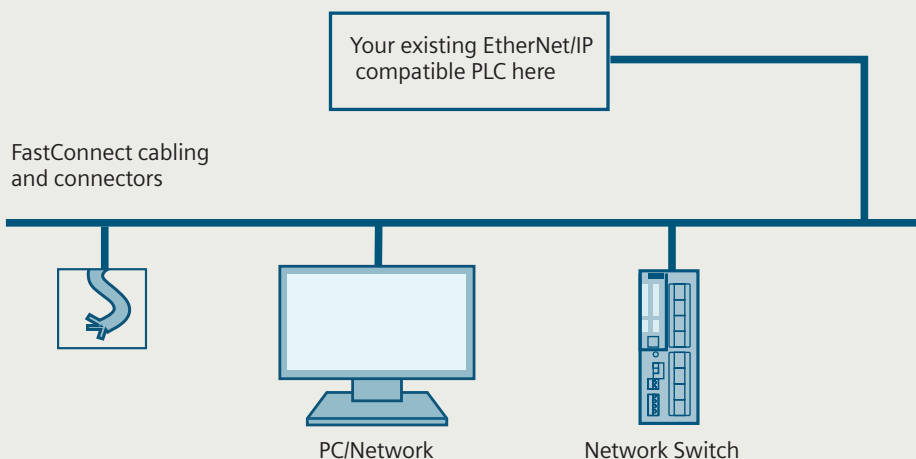 Your existing EtherNet/IP
compatible PLC here
FastConnect cabling
and connectors
PC/Network
Network Switch